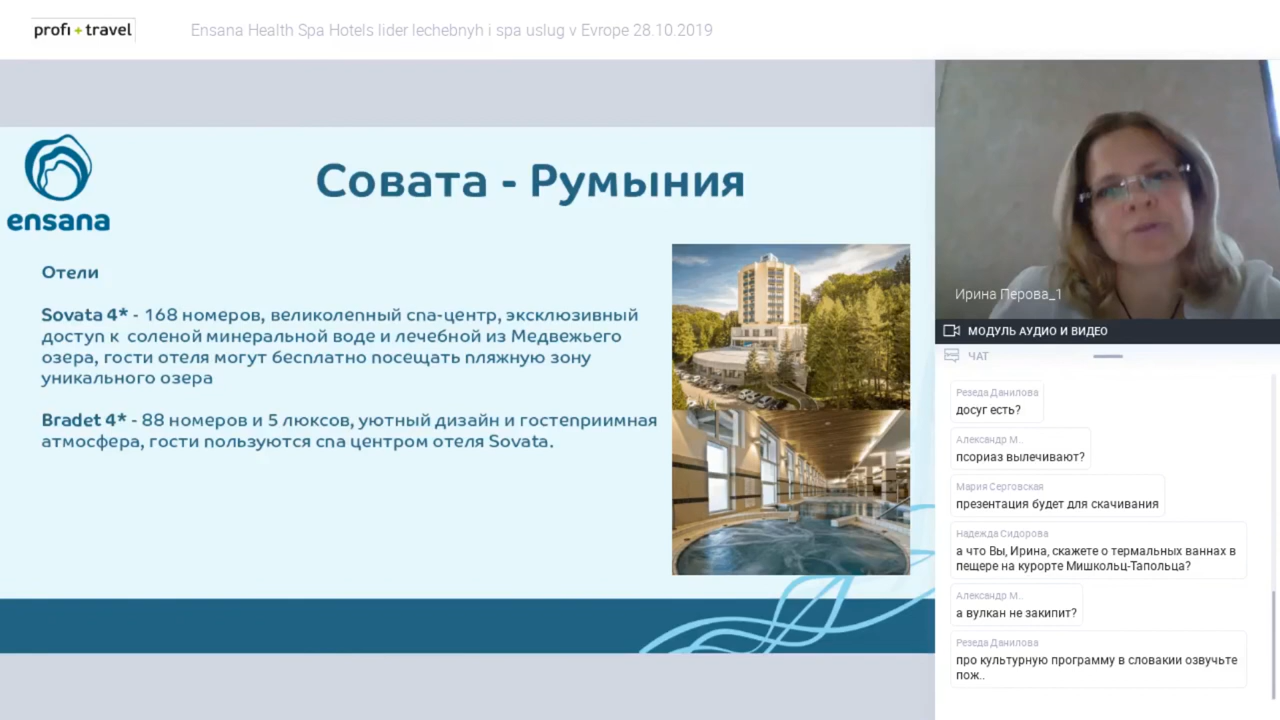 profi + travel
Ensana Health Spa Hotels lider lechebnyh i spa uslug v Evrope 28.10.2019
ensana
Совата - Румыния
Отели
Sovata 4* - 168 номеров, великолепный спа-центр, эксклюзивный
доступ к соленой минеральной воде и лечебной из Медвежьего
озера, гости отеля могут бесплатно посещать пляжную зону
уникального озера
Bradet 4* - 88 номеров и 5 люксов, уютный дизайн и гостеприимная
атмосфера, гости пользуются спа центром отеля Sovata.
Ирина Перова_1
МОДУЛЬ АУДИО И ВИДЕО
ЧАТ
Резеда Данилова
досуг есть?
Александр М..
псориаз вылечивают?
Мария Серговская
презентация будет для скачивания
Надежда Сидорова
а что Вы, Ирина, скажете о термальных ваннах в
пещере на курорте Мишкольц-Тапольца?
Александр М..
а вулкан не закипит?
Резеда Данилова
про культурную программу в словакии озвучьте
пож..